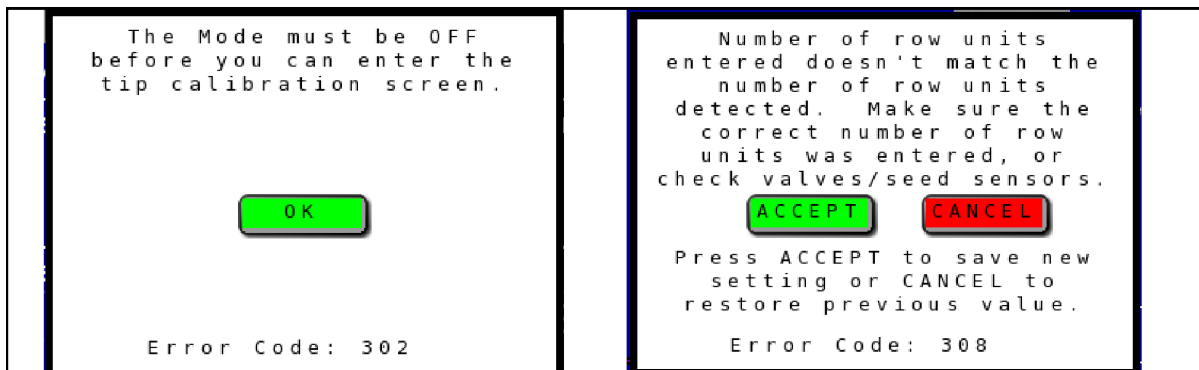 The Mode must be OFF
before you can enter the
tip calibration screen.
OK
Error Code: 302
Number of row units
entered doesn't match the
number of row units
detected. Make sure the
correct number of row
units was entered, or
check valves/seed sensors.
ACCEPT CANCEL
Press ACCEPT to save new
setting or CANCEL to
restore previous value.
Error Code: 308